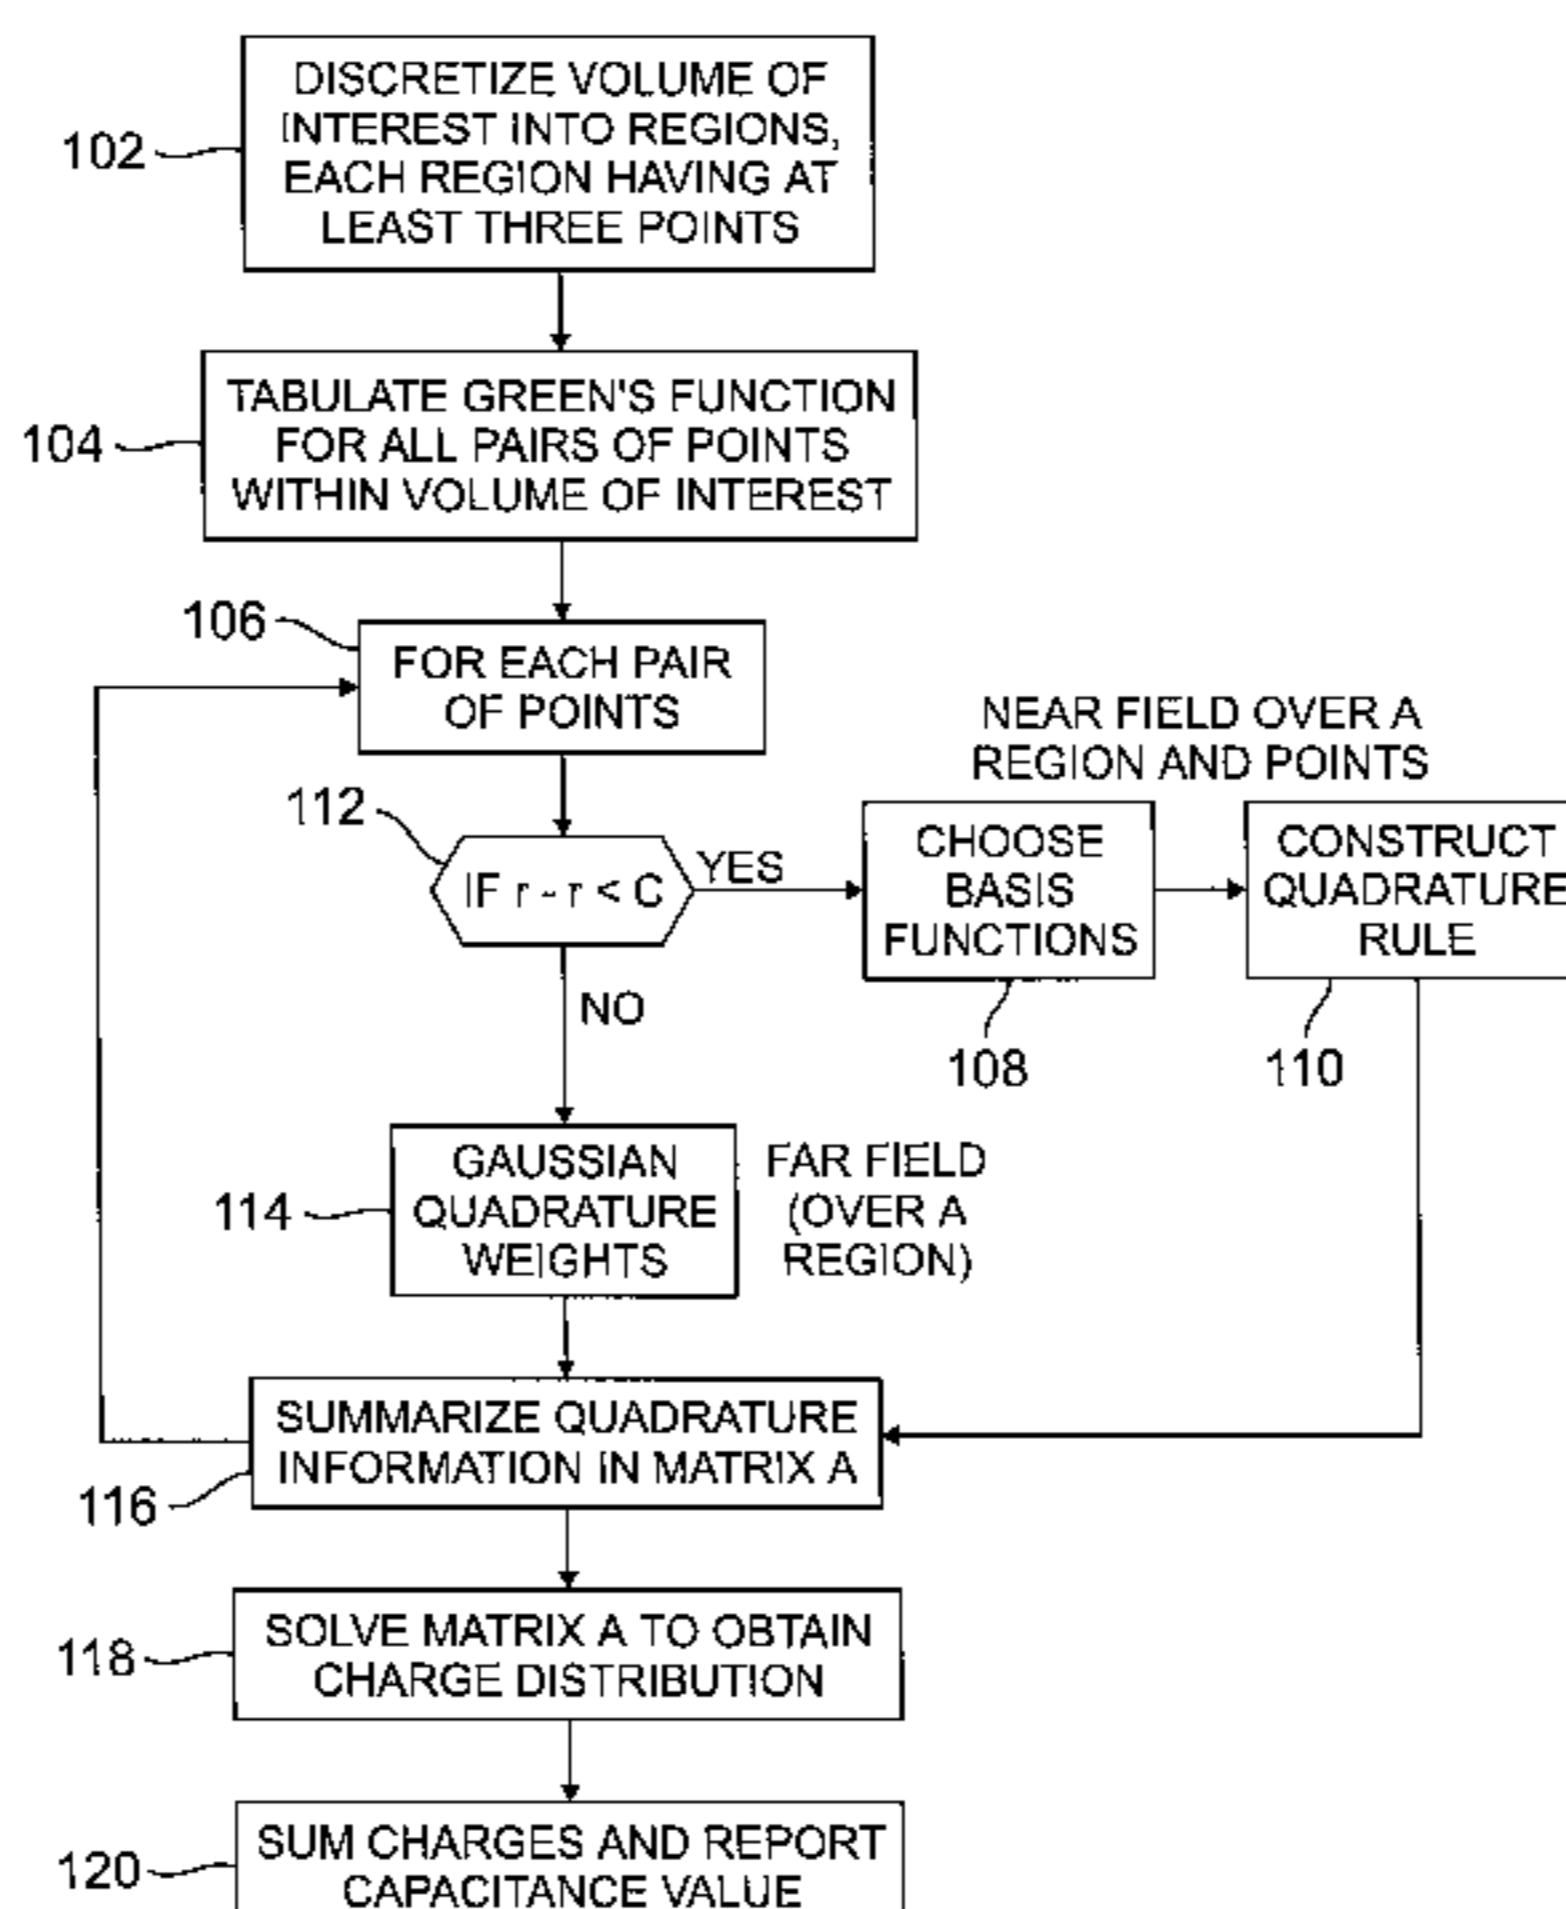 DISCRETIZE VOLUME OF
INTEREST INTO REGIONS,
EACH REGION HAVING AT
LEAST THREE POINTS
102
TABULATE GREEN'S FUNCTION
FOR ALL PAIRS OF POINTS
WITHIN VOLUME OF INTEREST
104
106
FOR EACH PAIR
OF POINTS
112
IF r - r < C
YES
NO
NEAR FIELD OVER A
REGION AND POINTS
CHOOSE
BASIS
FUNCTIONS
108
CONSTRUCT
QUADRATURE
RULE
110
GAUSSIAN
QUADRATURE
WEIGHTS
114
FAR FIELD
(OVER A
REGION)
SUMMARIZE QUADRATURE
INFORMATION IN MATRIX A
116
SOLVE MATRIX A TO OBTAIN
CHARGE DISTRIBUTION
118
SUM CHARGES AND REPORT
CAPACITANCE VALUE
120